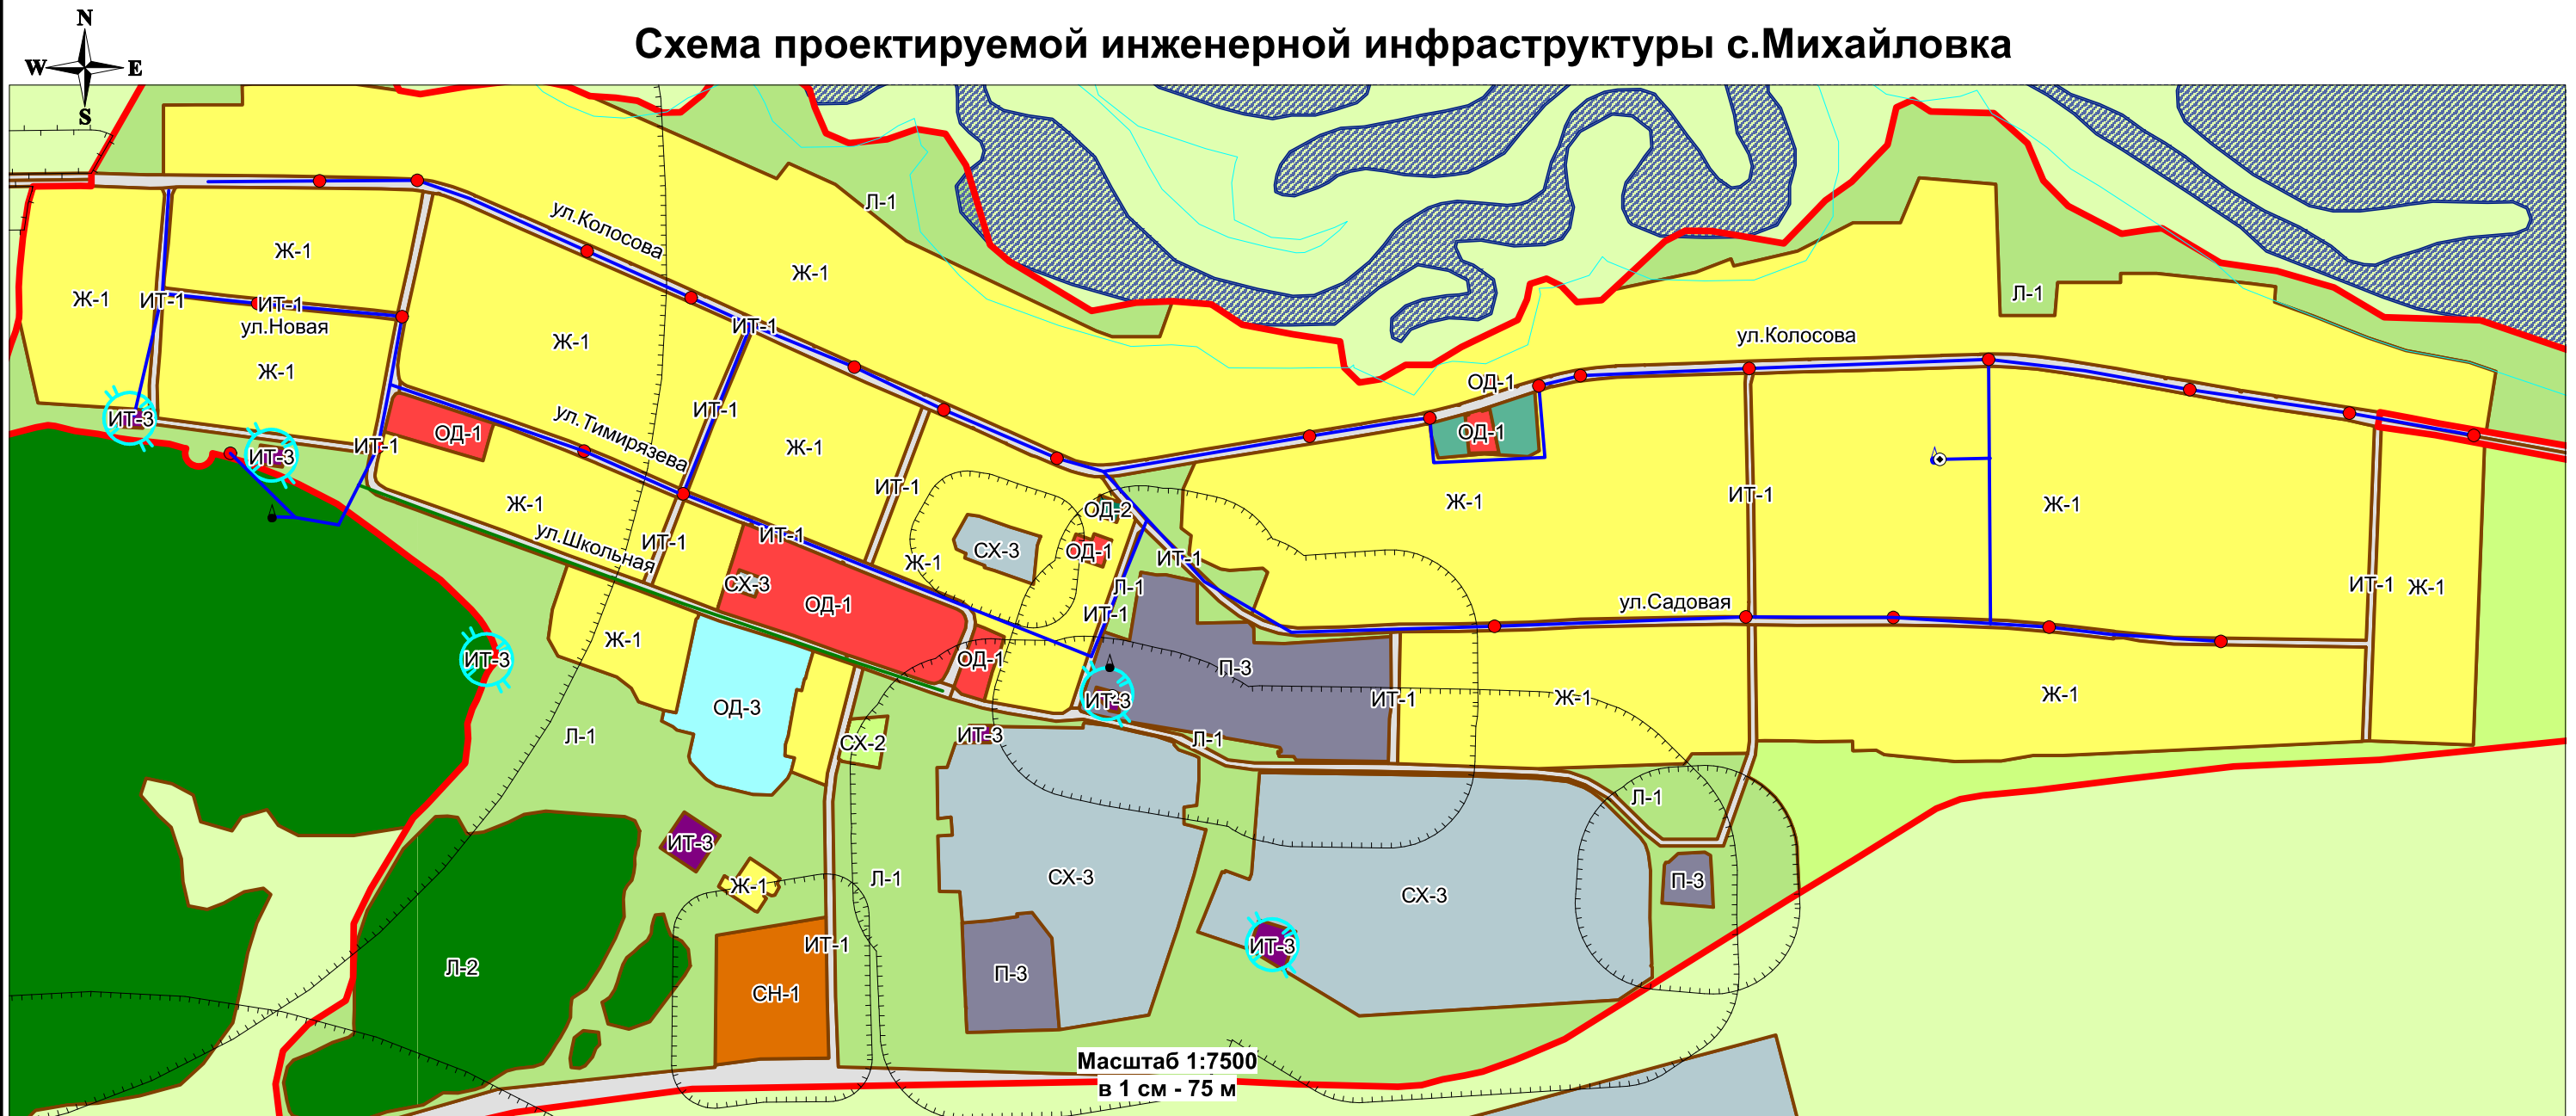 N
Схема проектируемой инженерной инфраструктуры с.Михайловка
W E
S
Л-1
ул.Колосова
Ж-1
Ж-1
Л-1
Ж-1
ИТ-1
ИТ-1
ул.Новая
ИТ-1
ул.Колосова
Ж-1
Ж-1
ОД-1
ИТ-1
ИТ-3
ул.Тимирязева
ОД-1
ОД-1
ИТ-1
Ж-1
ИТ-3
ИТ-1
ИТ-1
Ж-1
Ж-1
Ж-1
ОД-2
ул.Школьная
ИТ-1
ИТ-1
СХ-3
ОД-1
ИТ-1
Ж-1
СХ-3
Л-1
ИТ-1
Ж-1
ОД-1
ул.Садовая
ИТ-1
Ж-1
ИТ-3
ОД-1
П-3
Ж-1
Ж-1
ИТ-3
ИТ-1
ОД-3
Л-1
СХ-2
ИТ-3
Л-1
Л-1
ИТ-3
Ж-1
Л-1
СХ-3
П-3
СХ-3
ИТ-1
ИТ-3
Л-2
П-3
СН-1
Масштаб 1:7500
в 1 см - 75 м